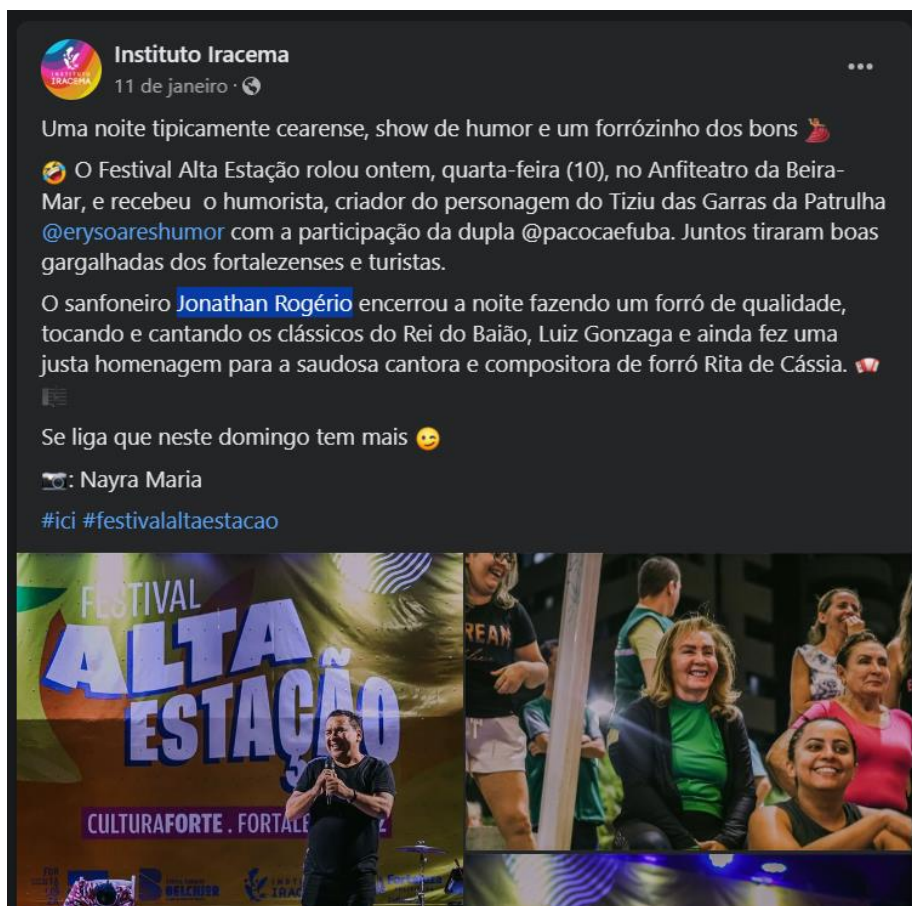 Instituto Iracema
11 de janeiro ·
Uma noite tipicamente cearense, show de humor e um forrózinho dos bons
O Festival Alta Estação rolou ontem, quarta-feira (10), no Anfiteatro da Beira-
Mar, e recebeu o humorista, criador do personagem do Tiziu das Garras da Patrulha
@erysoareshumor com a participação da dupla @pacocaefuba. Juntos tiraram boas
gargalhadas dos fortalezenses e turistas.
O sanfoneiro Jonathan Rogério encerrou a noite fazendo um forró de qualidade,
tocando e cantando os clássicos do Rei do Baião, Luiz Gonzaga e ainda fez uma
justa homenagem para a saudosa cantora e compositora de forró Rita de Cássia.
Se liga que neste domingo tem mais
: Nayra Maria
#ici #festivalaltaestacao
FESTIVAL
ALTA
ESTAÇÃO
CULTURAFORTE . FORTALE
BELCHIOR
Fortaleza
INSTITUTO
IRACEMA